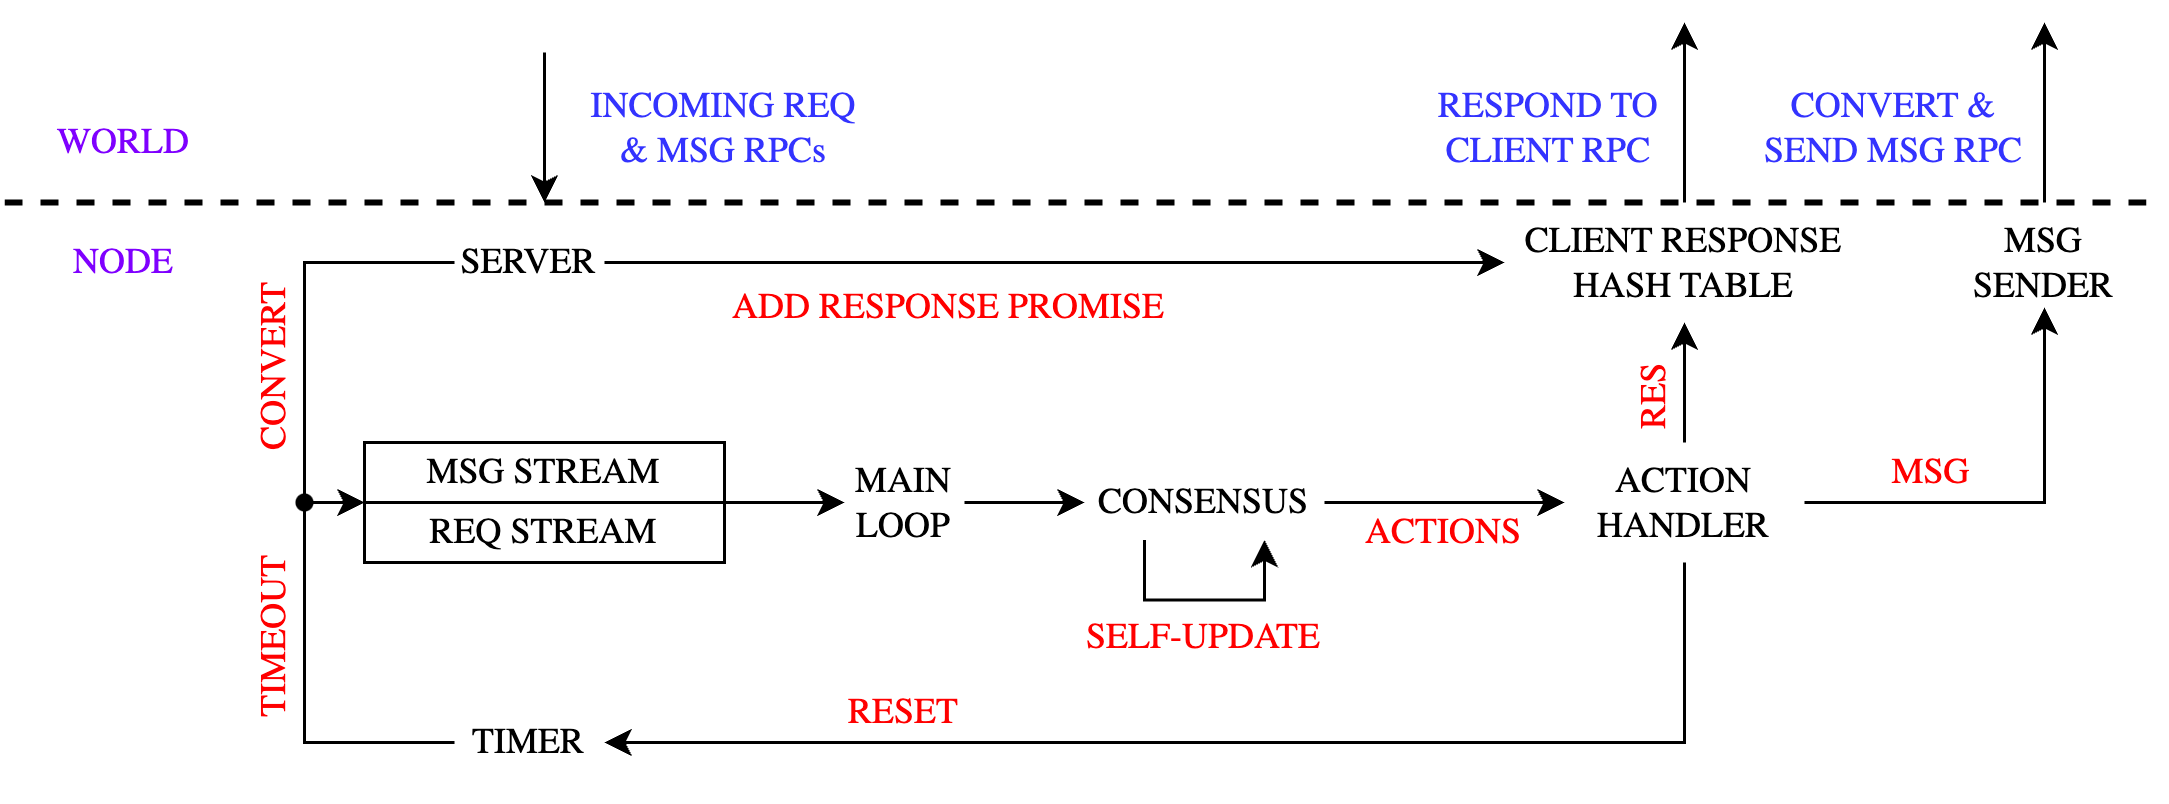 INCOMING REQ
& MSG RPCs
RESPOND TO
CLIENT RPC
CONVERT &
SEND MSG RPC
WORLD
NODE
SERVER
ADD RESPONSE PROMISE
CLIENT RESPONSE
HASH TABLE
MSG
SENDER
CONVERT
RES
MSG STREAM
REQ STREAM
MAIN
LOOP
CONSENSUS
ACTIONS
ACTION
HANDLER
MSG
SELF-UPDATE
TIMEOUT
RESET
TIMER